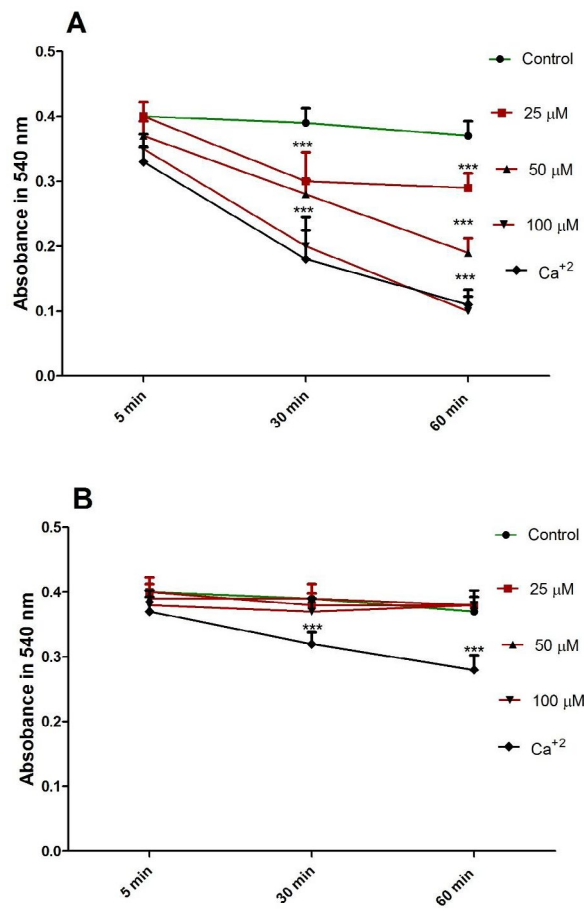 A
0.5
Control
0.4
25 μM
***
***
0.3
50 μM
***
***
0.2
100 μM
***
Ca+2
0.1
0.0
Absobance in 540 nm
5 min
30 min
60 min
B
0.5
Control
0.4
25 μM
***
***
50 μM
0.3
100 μM
0.2
Ca+2
0.1
0.0
Absorbance in 540 nm
5 min
30 min
60 min